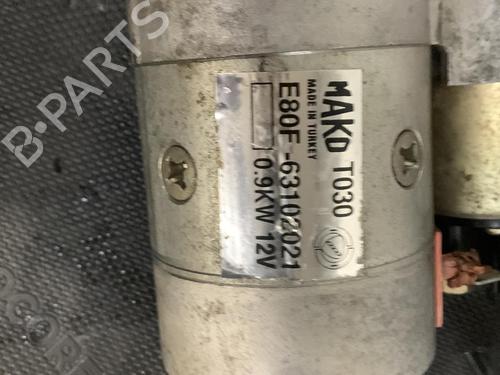 MAKO T030
MADE IN TURKEY
E80F -63102021
0.9KW 12V
B-PARTS